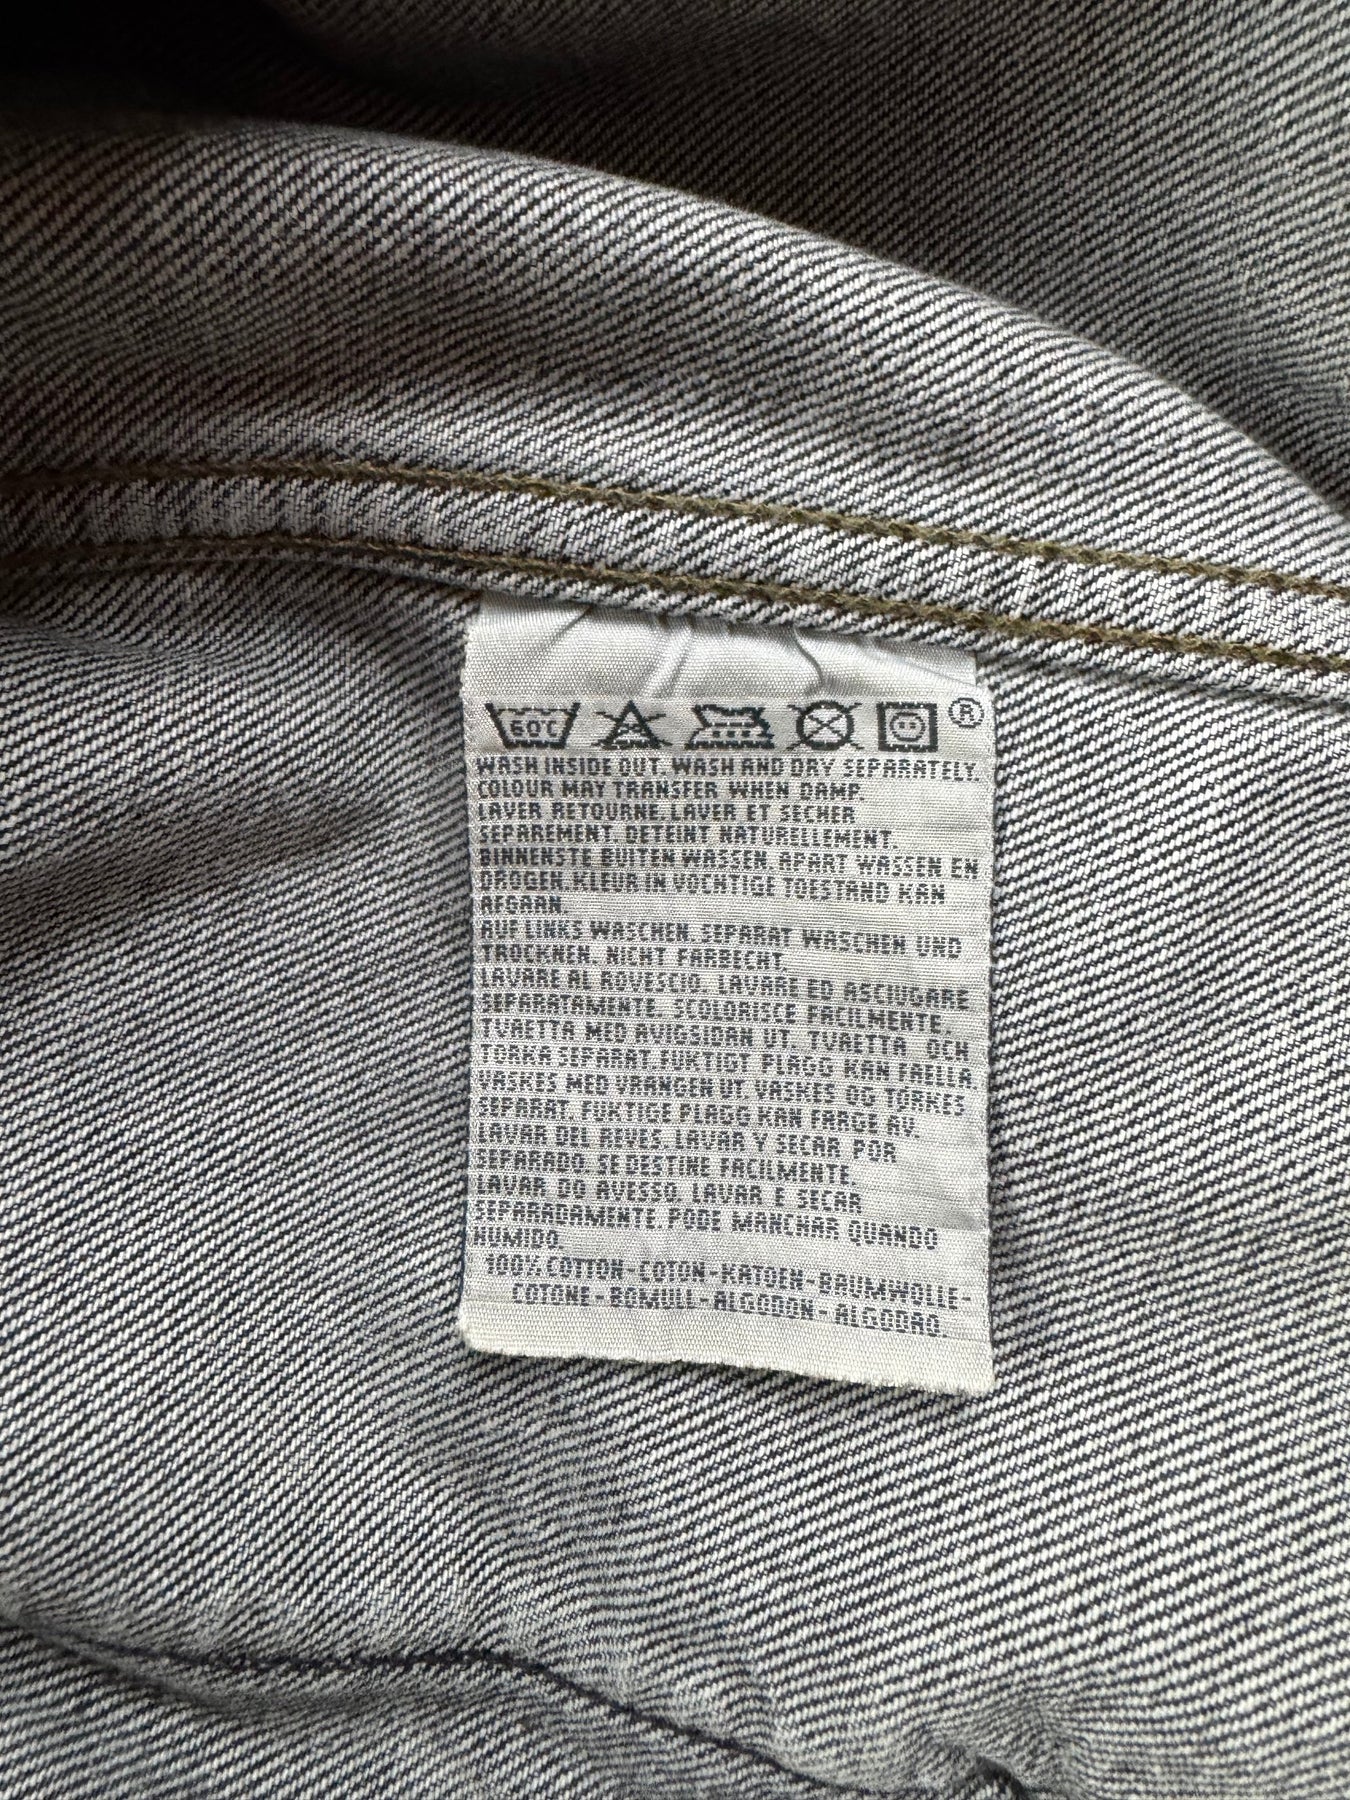 60°C ®
WASH INSIDE OUT. WASH AND DRY SEPARATELY.
COLOUR MAY TRANSFER WHEN DAMP.
LAVER RETOURNE. LAVER ET SECHER
SEPAREMENT. DETEINT NATURELLEMENT.
BINNENSTE BUITEN WASSEN. APART WASSEN EN
DROGEN. KLEUR IN VOCHTIGE TOESTAND KAN
AFGAAN.
AUF LINKS WASCHEN. SEPARAT WASCHEN UND
TROCKNEN. NICHT FARBECHT.
LAVARE AL ROVESCIO. LAVARE ED ASCIUGARE
SEPARATAMENTE. SCOLORISCE FACILMENTE.
TVAETTA MED AVIGSIDAN UT. TVAETTA OCH
TORKA SEPARAT. FUKTIGT PLAGG KAN FAELLA
VASKES MED VRANGEN UT. VASKES OG TORRES
SEPARAT. FUKTIGE PLAGG KAN FARGE AV.
LAVAR DEL REVES. LAVAR Y SECAR POR
SEPARADO. SE DESTINE FACILMENTE.
LAVAR DO AVESSO. LAVAR E SECAR
SEPARADAMENTE. PODE MANCHAR QUANDO
HUMIDO.
100% COTTON - COTON - KATOEN - BAUMWOLLE -
COTONE - BOMULL - ALGODON - ALGODAO.